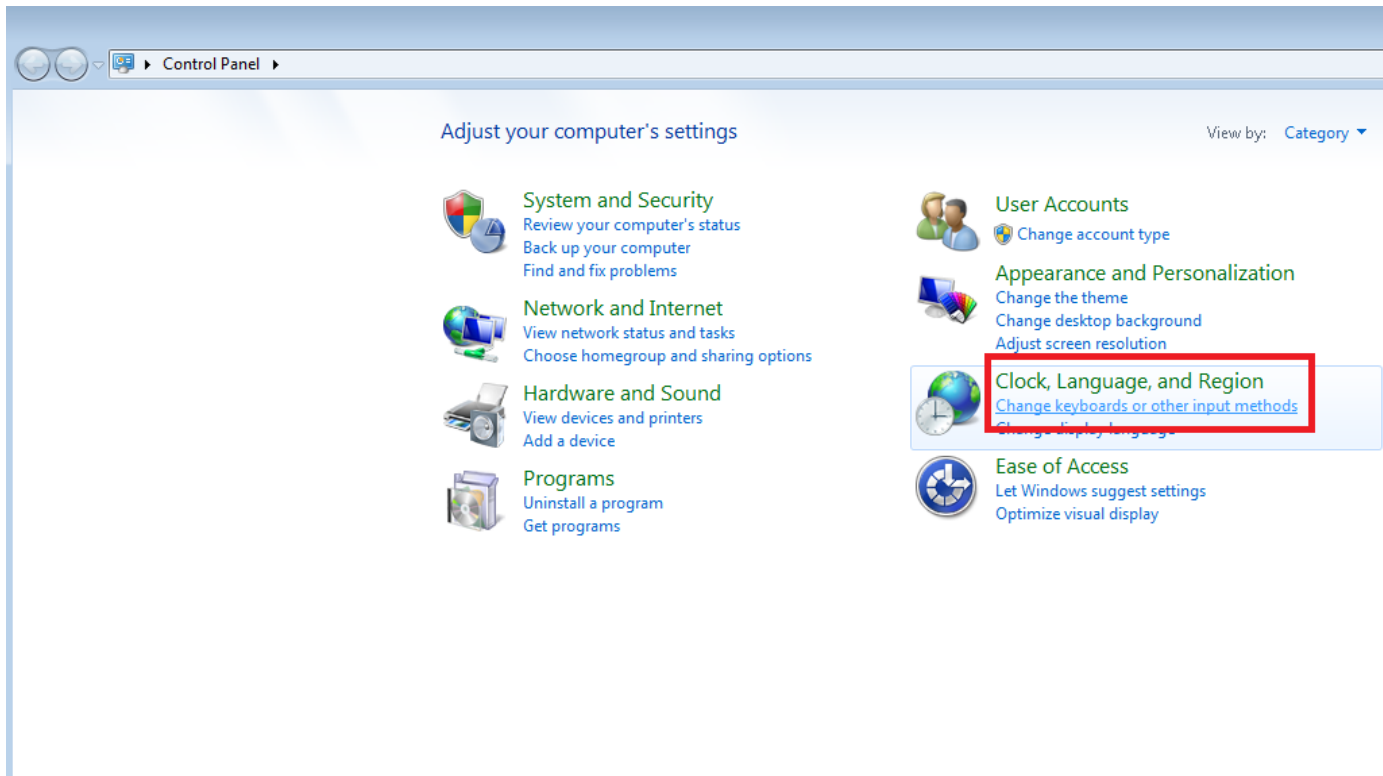 Control Panel
Adjust your computer's settings
View by: Category
System and Security
Review your computer's status
Back up your computer
Find and fix problems
Network and Internet
View network status and tasks
Choose homegroup and sharing options
Hardware and Sound
View devices and printers
Add a device
Programs
Uninstall a program
Get programs
User Accounts
Change account type
Appearance and Personalization
Change the theme
Change desktop background
Adjust screen resolution
Clock, Language, and Region
Change keyboards or other input methods
Change display language
Ease of Access
Let Windows suggest settings
Optimize visual display